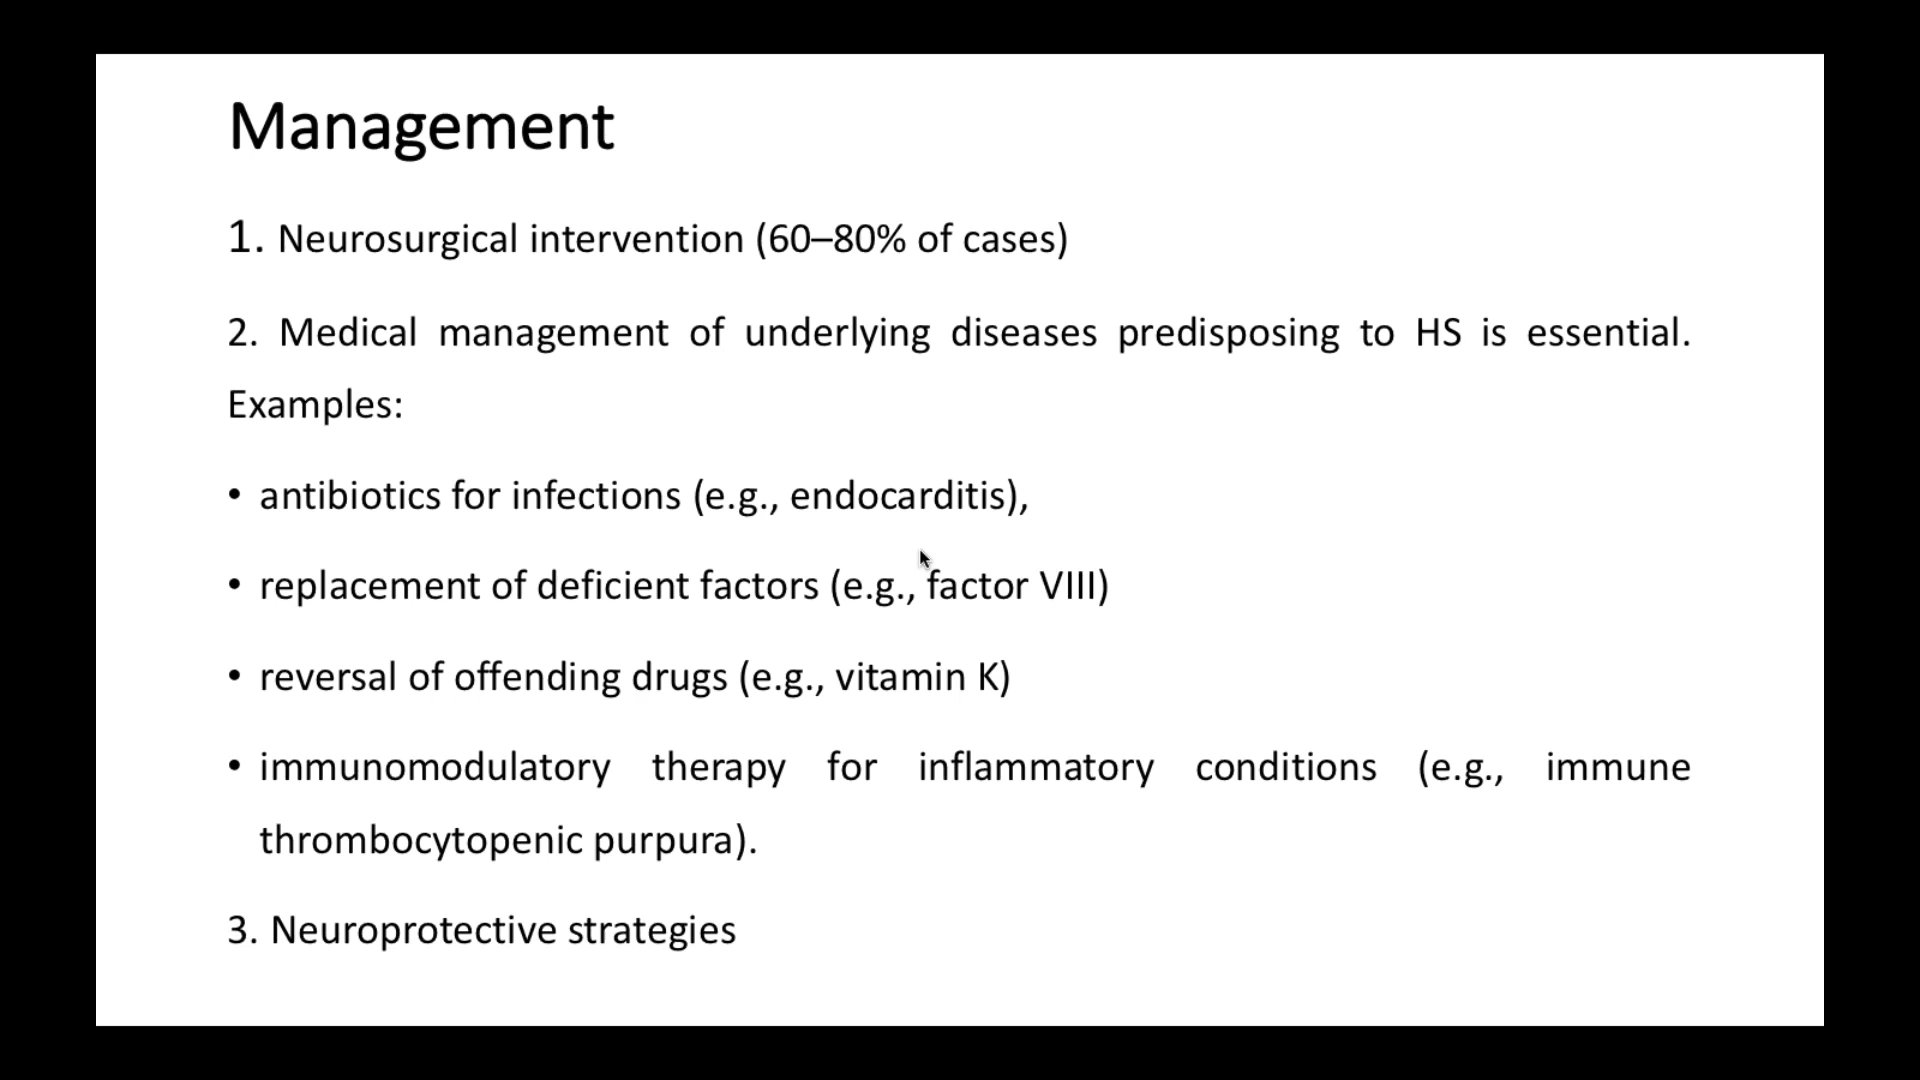 Management
1. Neurosurgical intervention (60–80% of cases)
2. Medical management of underlying diseases predisposing to HS is essential.
Examples:
• antibiotics for infections (e.g., endocarditis),
• replacement of deficient factors (e.g., factor VIII)
• reversal of offending drugs (e.g., vitamin K)
• immunomodulatory therapy for inflammatory conditions (e.g., immune
thrombocytopenic purpura).
3. Neuroprotective strategies